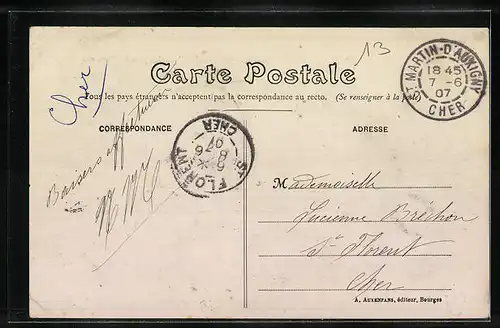 13
Cher
Carte Postale
Tous les pays étrangers n'acceptent pas la correspondance au recto. (Se renseigner à la poste)
ST MARTIN-D'AUXIGNY
18 45
7 - 6
07
CHER
CORRESPONDANCE
ADRESSE
ST FLORENT
CHER
07
Baisers affectueux
Mademoiselle
Lucienne Bréchon
St Florent
Cher
A. AUXENFANS, éditeur, Bourges